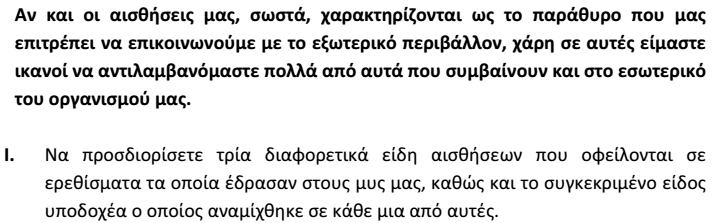 Αν και οι αισθήσεις μας, σωστά, χαρακτηρίζονται ως το παράθυρο που μας
επιτρέπει να επικοινωνούμε με το εξωτερικό περιβάλλον, χάρη σε αυτές είμαστε
ικανοί να αντιλαμβανόμαστε πολλά από αυτά που συμβαίνουν και στο εσωτερικό
του οργανισμού μας.
I. Να προσδιορίσετε τρία διαφορετικά είδη αισθήσεων που οφείλονται σε
ερεθίσματα τα οποία έδρασαν στους μυς μας, καθώς και το συγκεκριμένο είδος
υποδοχέα ο οποίος αναμίχθηκε σε κάθε μια από αυτές.